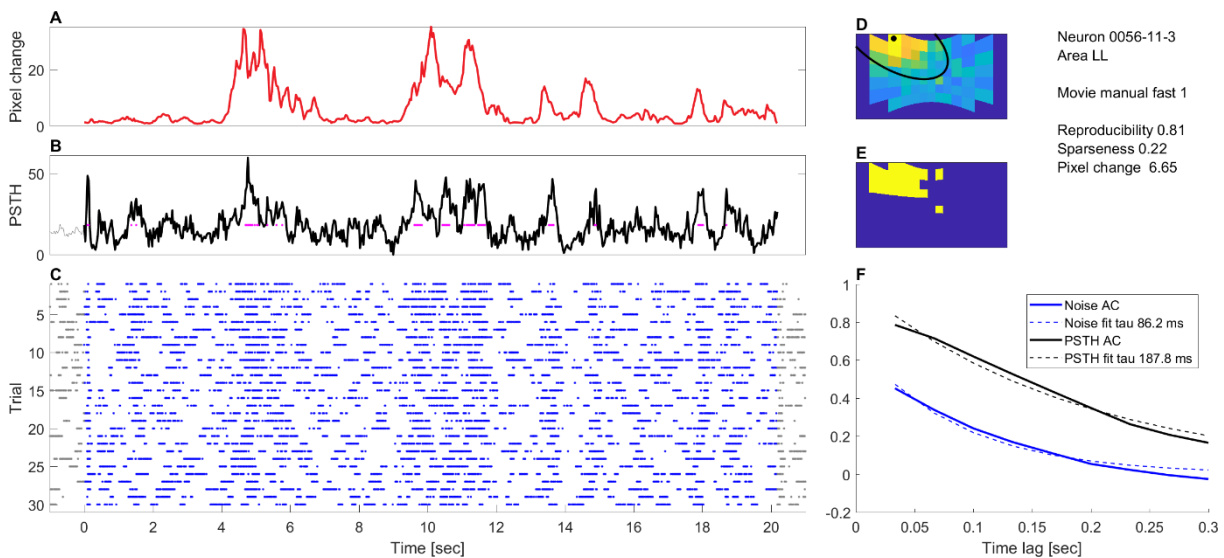 A
Pixel change
20
0
B
PSTH
50
0
C
Trial
5
10
15
20
25
30
0 2 4 6 8 10 12 14 16 18 20
Time [sec]
D
Neuron 0056-11-3
Area LL
Movie manual fast 1
Reproducibility 0.81
Sparseness 0.22
Pixel change 6.65
E
F
1
0.8
0.6
0.4
0.2
0
-0.2
Noise AC
Noise fit tau 86.2 ms
PSTH AC
PSTH fit tau 187.8 ms
0.05 0.1 0.15 0.2 0.25 0.3
Time lag [sec]